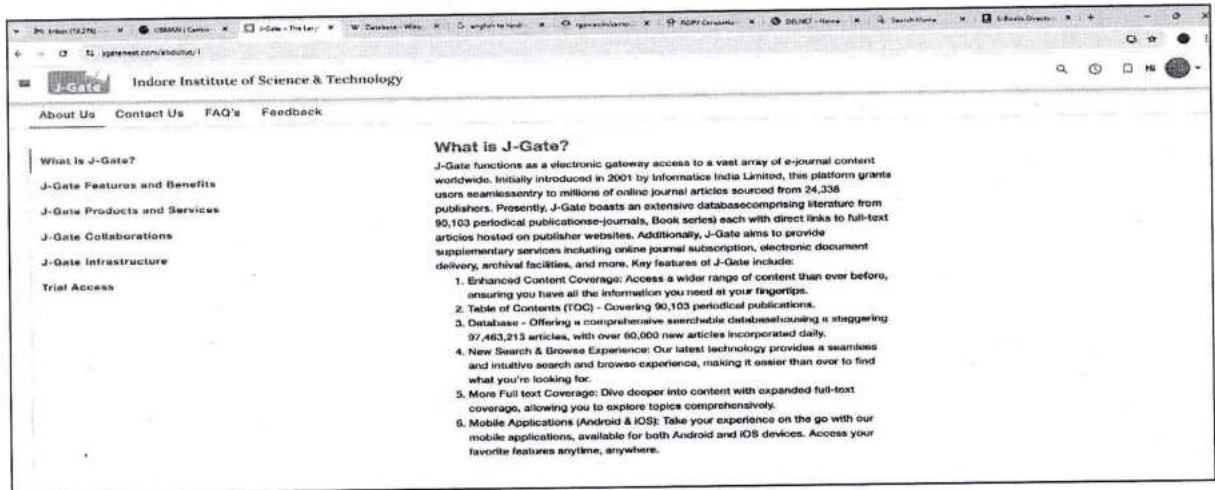 jgatenext.com/aboutus/1
J-Gate
Indore Institute of Science & Technology
Hi
About Us Contact Us FAQ's Feedback
What is J-Gate?
J-Gate Features and Benefits
J-Gate Products and Services
J-Gate Collaborations
J-Gate Infrastructure
Trial Access
What is J-Gate?
J-Gate functions as a electronic gateway access to a vast array of e-journal content
worldwide. Initially introduced in 2001 by Informatics India Limited, this platform grants
users seamlessentry to millions of online journal articles sourced from 24,338
publishers. Presently, J-Gate boasts an extensive databasecomprising literature from
90,103 periodical publicationse-journals, Book series) each with direct links to full-text
articles hosted on publisher websites. Additionally, J-Gate aims to provide
supplementary services including online journal subscription, electronic document
delivery, archival facilities, and more. Key features of J-Gate include:
1. Enhanced Content Coverage: Access a wider range of content than ever before,
ensuring you have all the information you need at your fingertips.
2. Table of Contents (TOC) - Covering 90,103 periodical publications.
3. Database - Offering a comprehensive searchable databasehousing a staggering
97,463,213 articles, with over 60,000 new articles incorporated daily.
4. New Search & Browse Experience: Our latest technology provides a seamless
and intuitive search and browse experience, making it easier than ever to find
what you're looking for.
5. More Full text Coverage: Dive deeper into content with expanded full-text
coverage, allowing you to explore topics comprehensively.
6. Mobile Applications (Android & iOS): Take your experience on the go with our
mobile applications, available for both Android and iOS devices. Access your
favorite features anytime, anywhere.